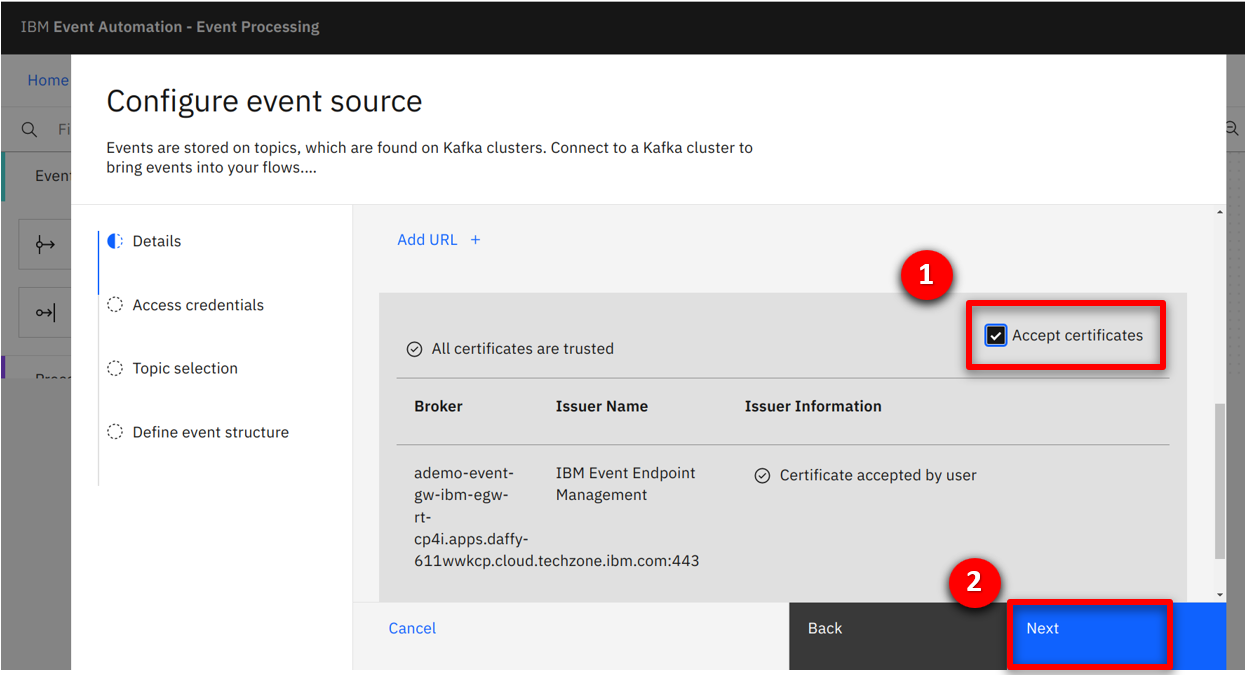 IBM Event Automation - Event Processing
Home
Configure event source
Events are stored on topics, which are found on Kafka clusters. Connect to a Kafka cluster to
bring events into your flows....
Details
Access credentials
Topic selection
Define event structure
Add URL +
1
All certificates are trusted
Accept certificates
Broker Issuer Name Issuer Information
ademo-event-
gw-ibm-egw-
rt-
cp4i.apps.daffy-
611wwkcp.cloud.techzone.ibm.com:443
IBM Event Endpoint
Management
Certificate accepted by user
2
Cancel
Back
Next